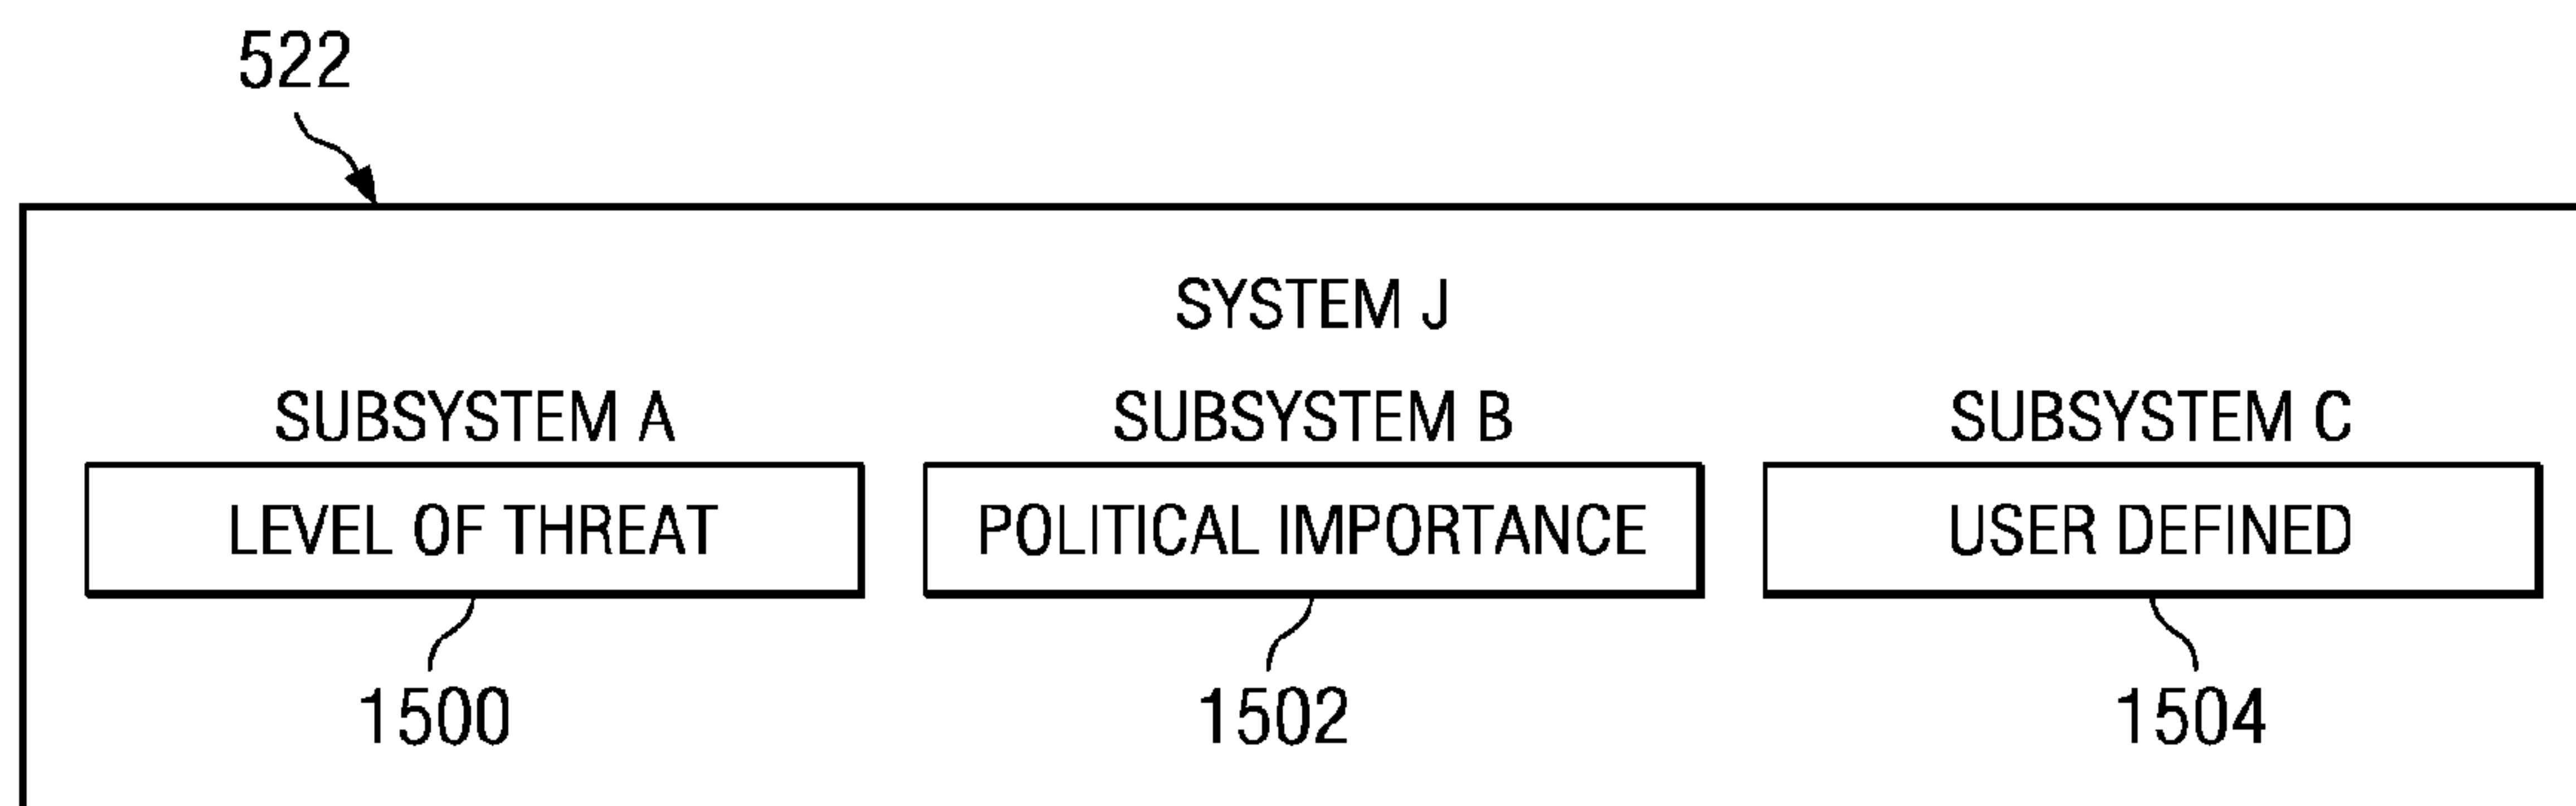 522
SYSTEM J
SUBSYSTEM A SUBSYSTEM B SUBSYSTEM C
LEVEL OF THREAT POLITICAL IMPORTANCE USER DEFINED
1500 1502 1504